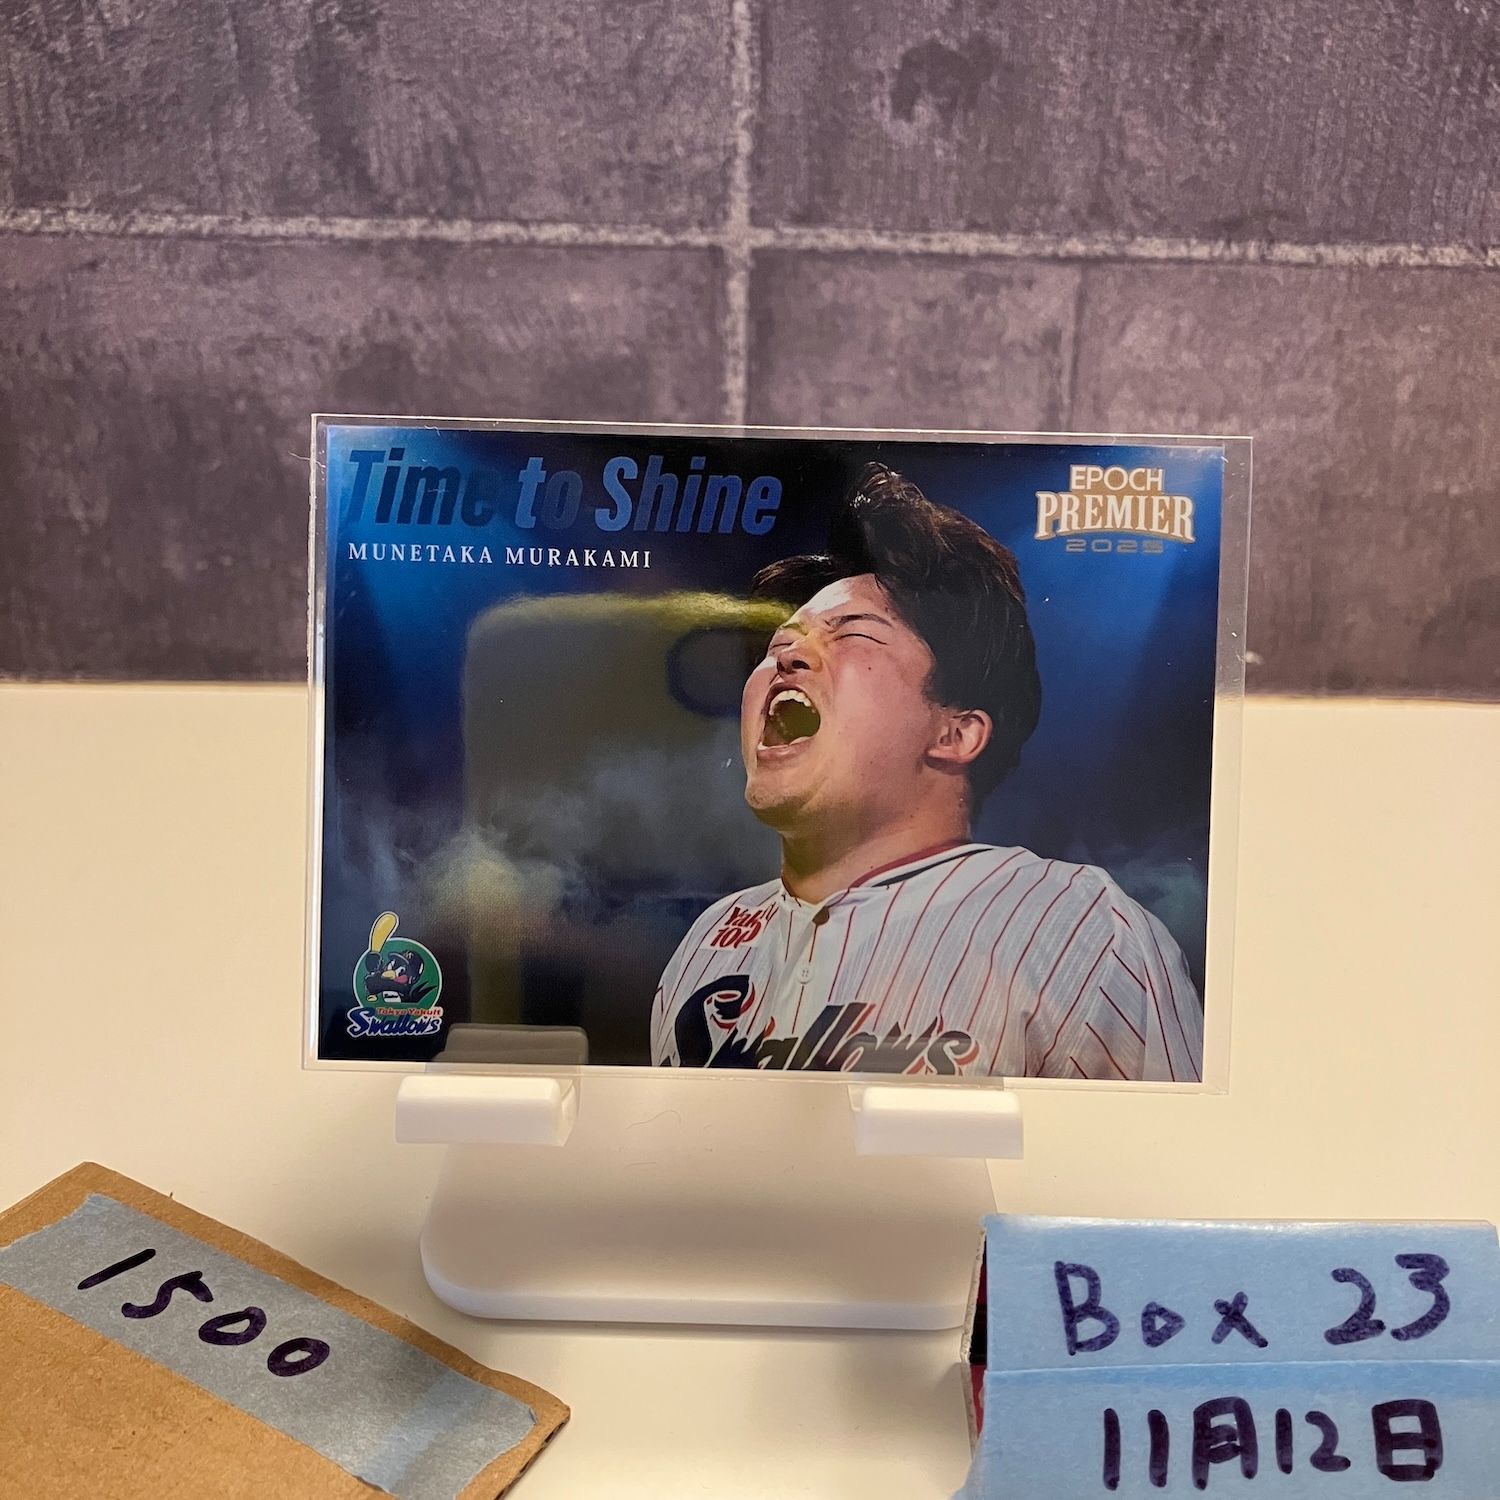 Time to Shine
MUNETAKA MURAKAMI
EPOCH
PREMIER
2025
Swallows
Tokyo Yakult
Swallows
1500
Box 23
11月12日